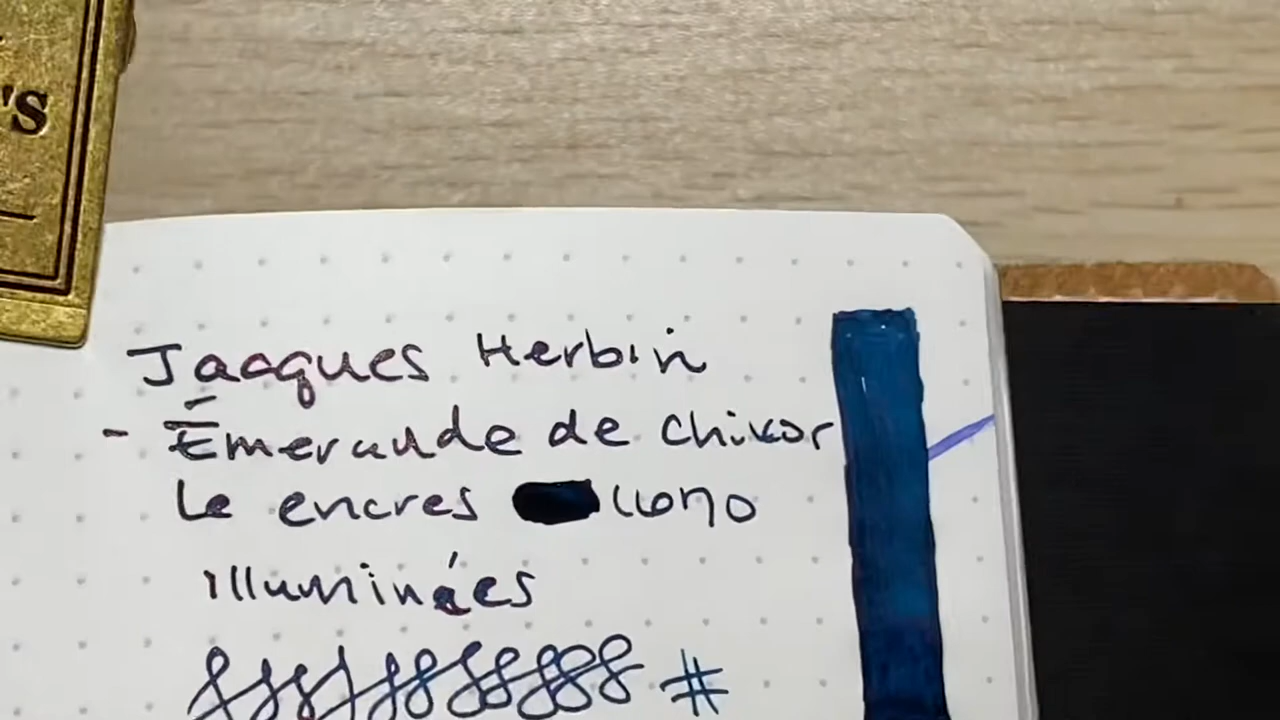 'S
Jacques Herbin
- Émeraude de Chivor
Le encres 1670
illuminées
#